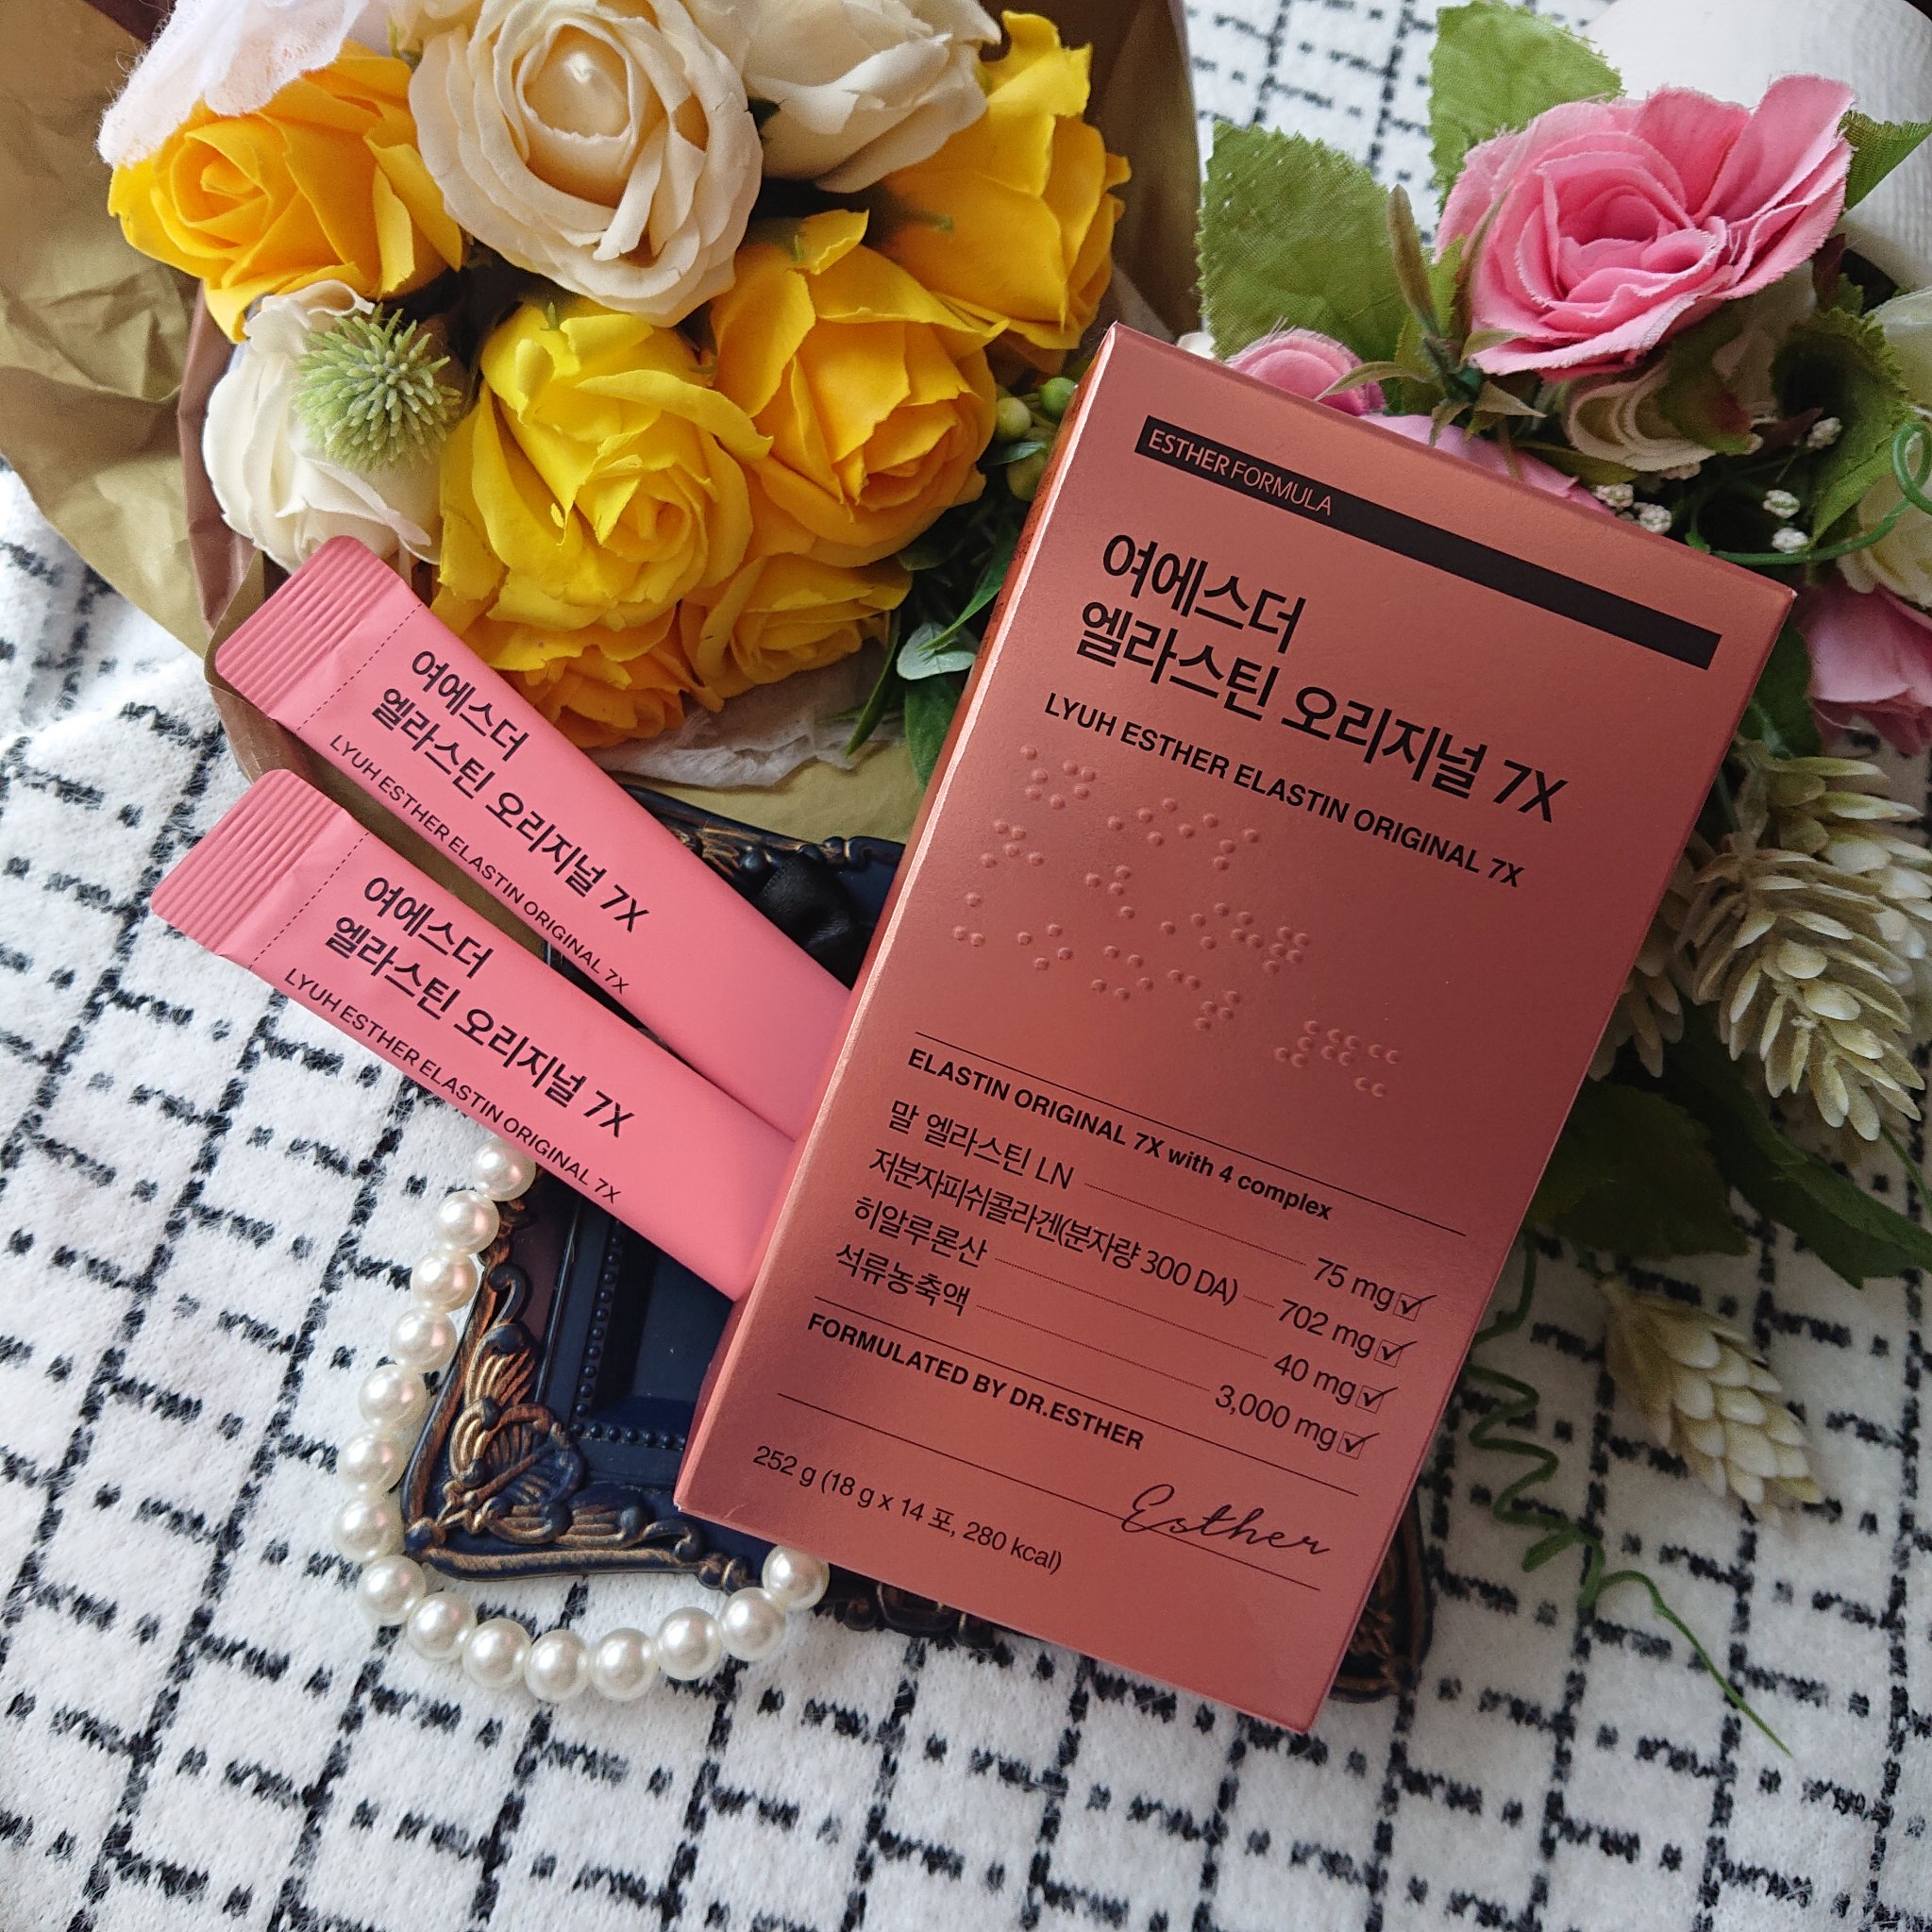 ESTHER FORMULA
여에스더
엘라스틴 오리지널 7X
LYUH ESTHER ELASTIN ORIGINAL 7X
ELASTIN ORIGINAL 7X with 4 complex
말 엘라스틴 LN 75 mg
저분자피쉬콜라겐(분자량 300 DA) 702 mg
히알루론산 40 mg
석류농축액 3,000 mg
FORMULATED BY DR.ESTHER
Esther
252 g (18 g x 14 포, 280 kcal)
여에스더
엘라스틴 오리지널 7X
LYUH ESTHER ELASTIN ORIGINAL 7X
여에스더
엘라스틴 오리지널 7X
LYUH ESTHER ELASTIN ORIGINAL 7X